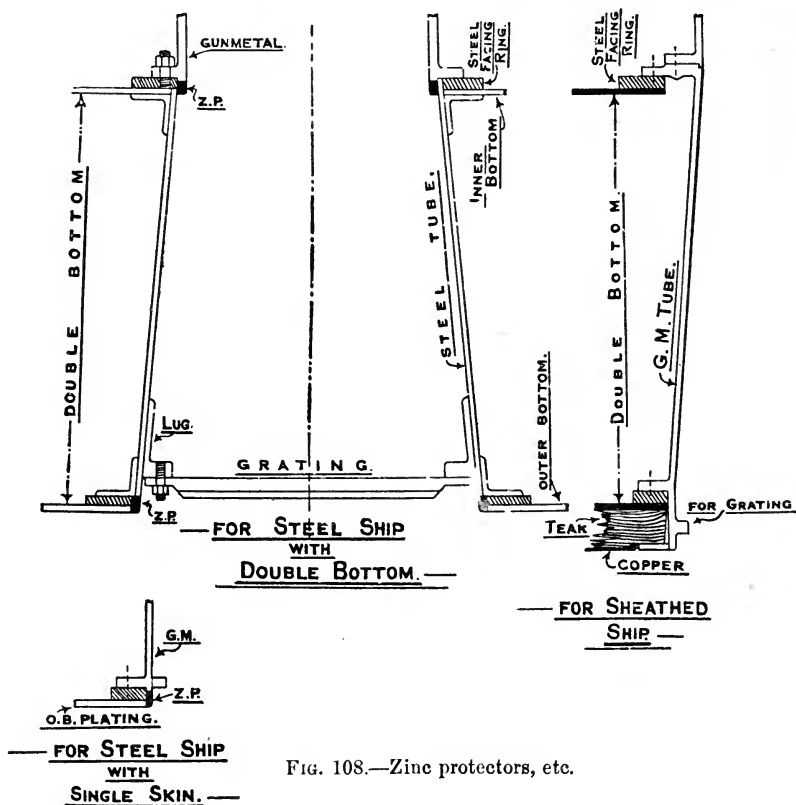 GUNMETAL.
Z.P.
STEEL
FACING
RING.
INNER
BOTTOM
DOUBLE BOTTOM
STEEL TUBE.
LUG.
GRATING.
OUTER BOTTOM.
Z.P.
— FOR STEEL SHIP
WITH
DOUBLE BOTTOM. —
STEEL
FACING
RING.
DOUBLE BOTTOM.
G.M. TUBE.
FOR GRATING
TEAK
COPPER
— FOR SHEATHED
SHIP. —
G.M.
Z.P.
O.B. PLATING.
— FOR STEEL SHIP
WITH
SINGLE SKIN. —
FIG. 108.—Zinc protectors, etc.